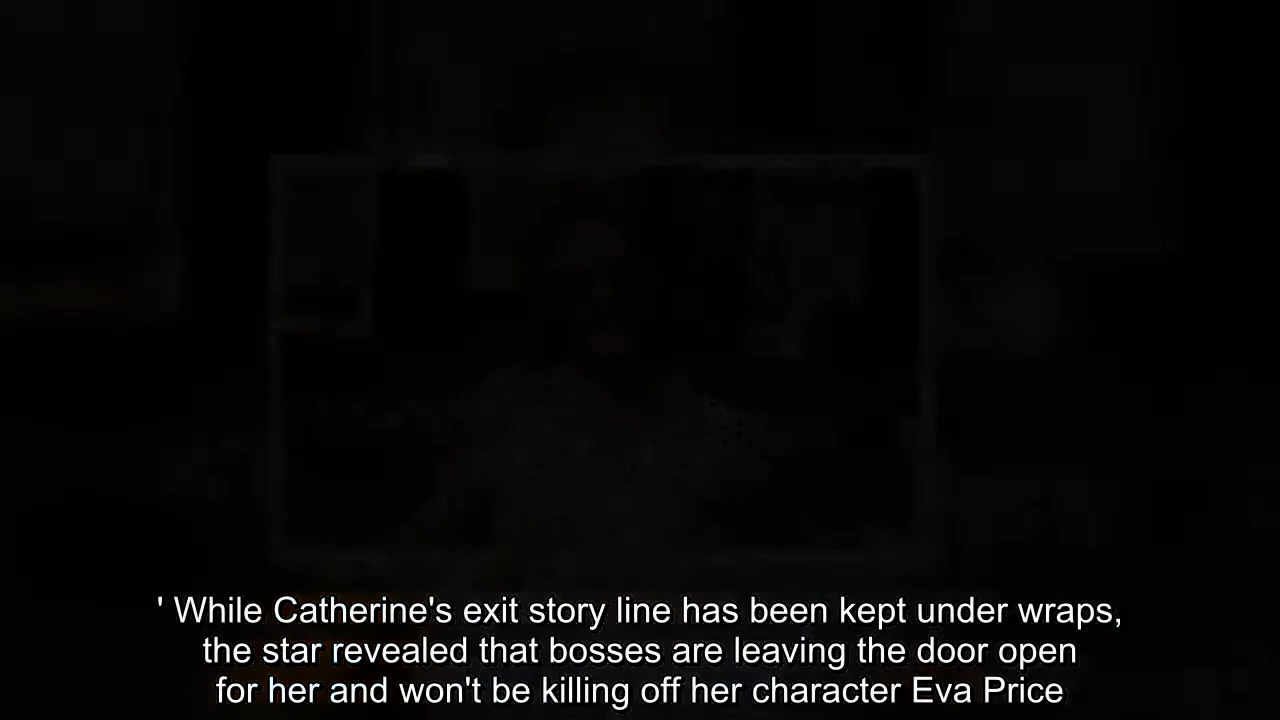 ' While Catherine's exit story line has been kept under wraps,
the star revealed that bosses are leaving the door open
for her and won't be killing off her character Eva Price